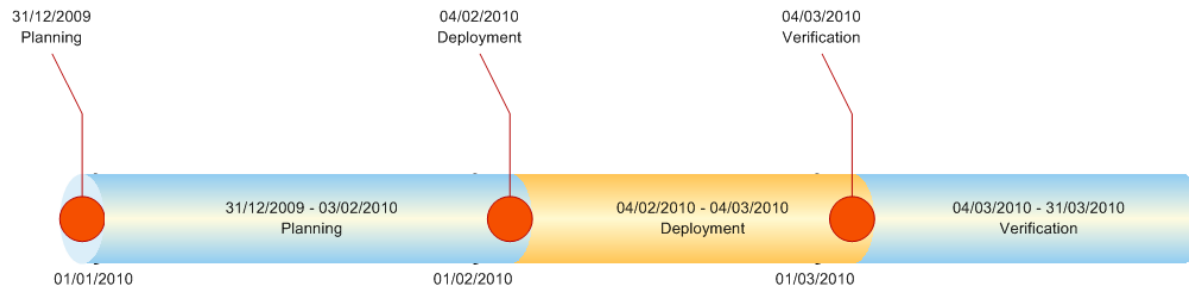 31/12/2009
Planning
04/02/2010
Deployment
04/03/2010
Verification
31/12/2009 - 03/02/2010
Planning
04/02/2010 - 04/03/2010
Deployment
04/03/2010 - 31/03/2010
Verification
01/01/2010
01/02/2010
01/03/2010